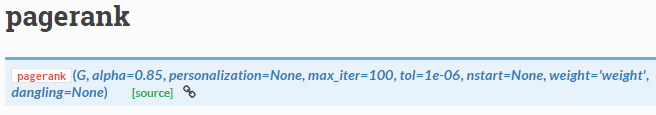 pagerank
pagerank(G, alpha=0.85, personalization=None, max_iter=100, tol=1e-06, nstart=None, weight='weight',
dangling=None) [source]